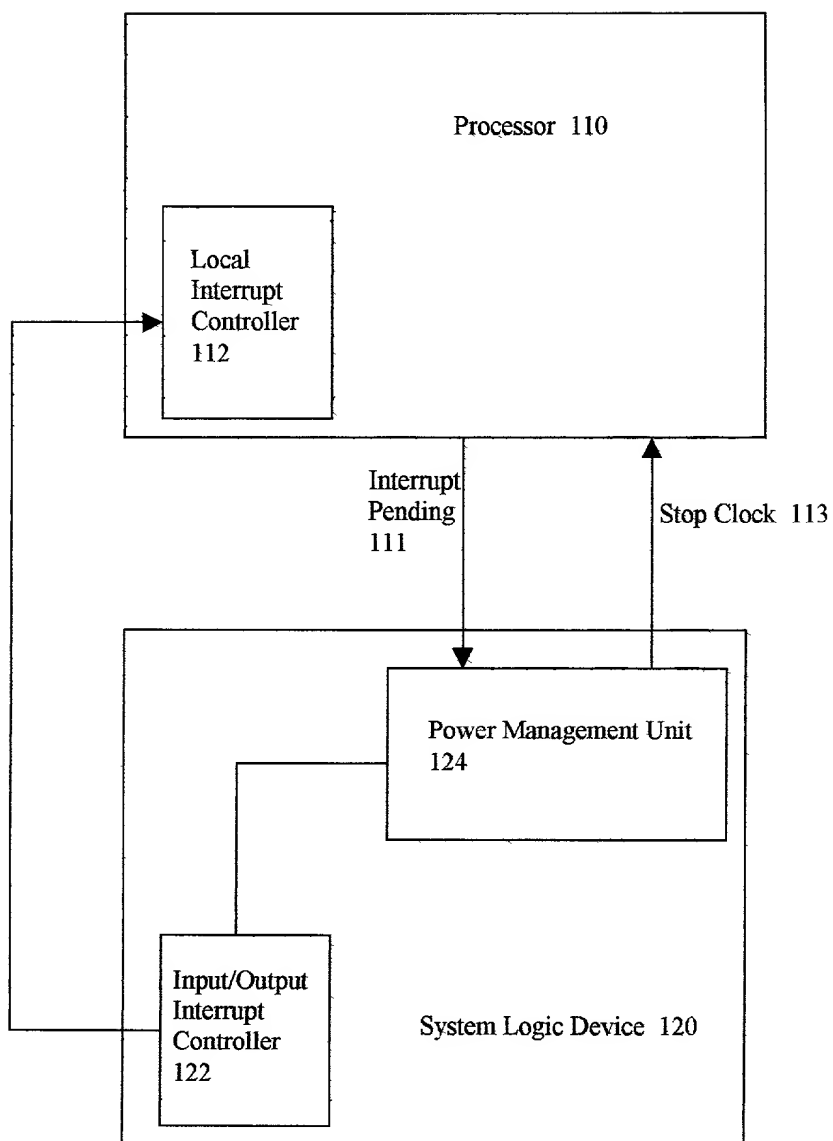 Processor 110
Local
Interrupt
Controller
112
Interrupt
Pending
111
Stop Clock 113
Power Management Unit
124
Input/Output
Interrupt
Controller
122
System Logic Device 120